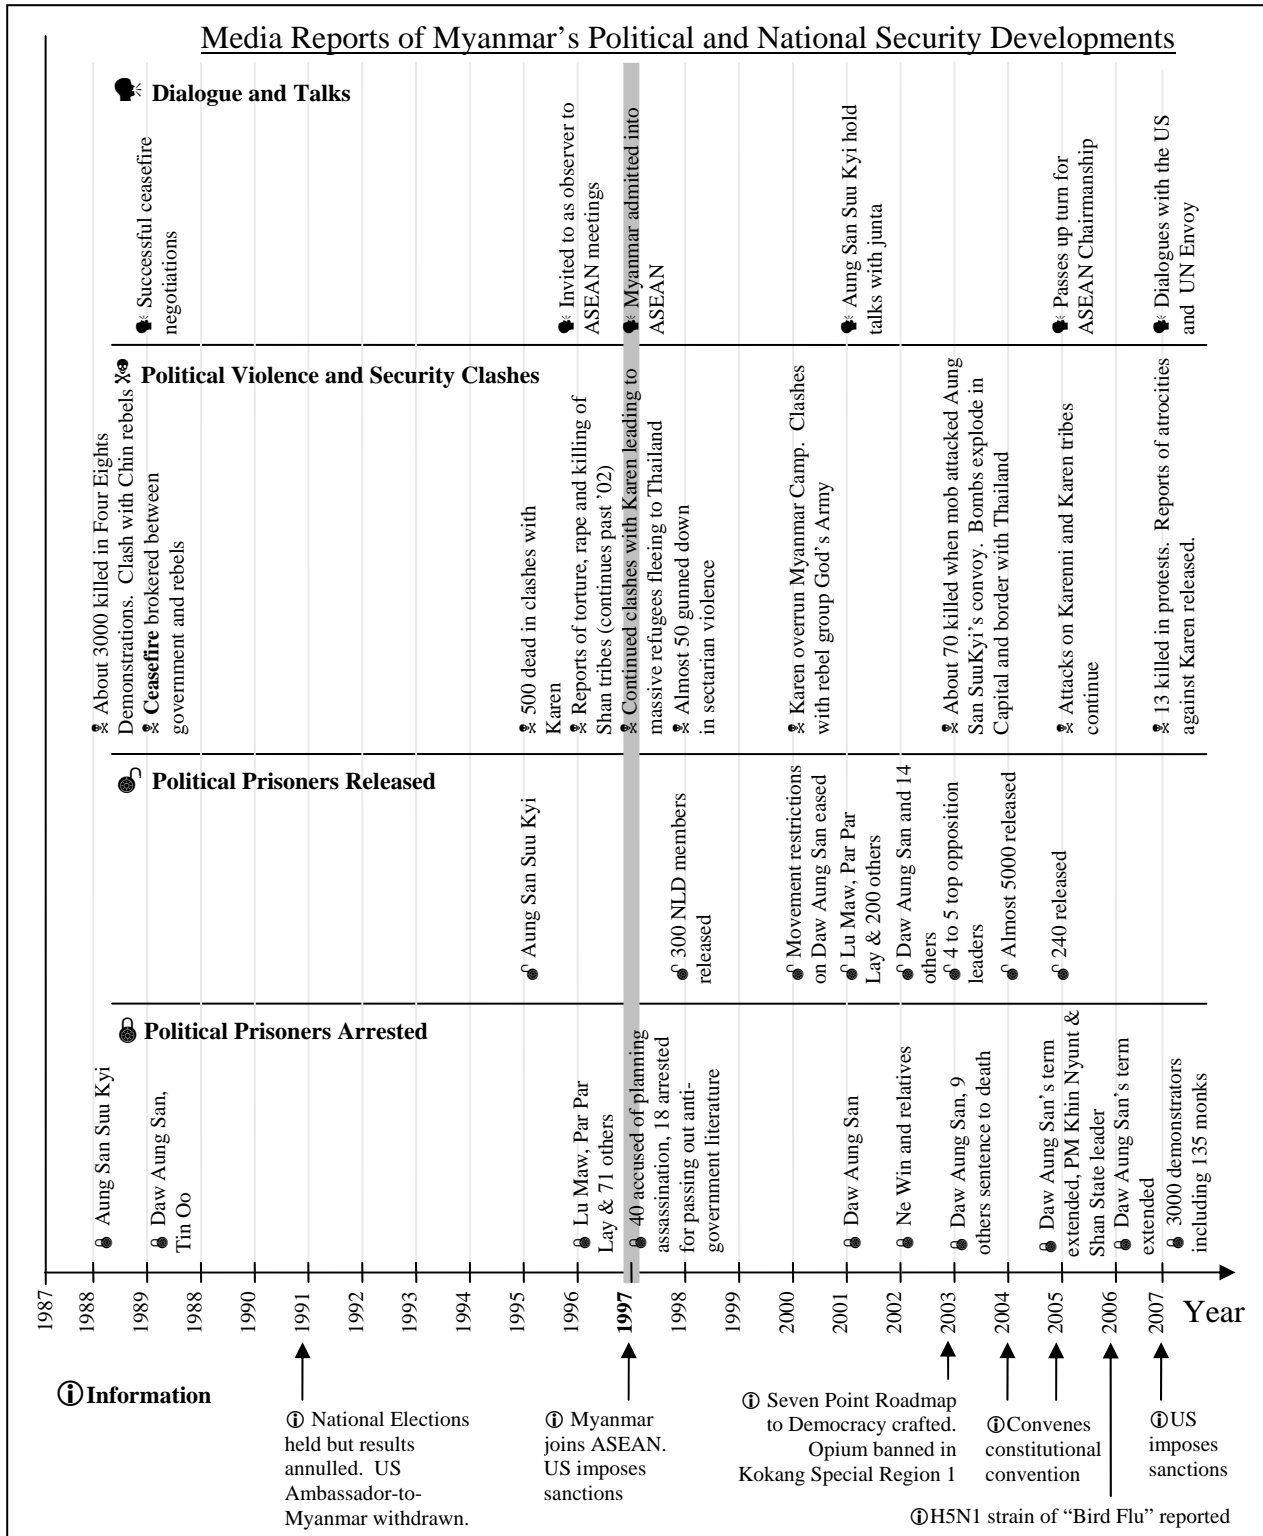 Media Reports of Myanmar's Political and National Security Developments
Dialogue and Talks
Successful ceasefire
negotiations
Invited to as observer to
ASEAN meetings
Myanmar admitted into
ASEAN
Aung San Suu Kyi hold
talks with junta
Passes up turn for
ASEAN Chairmanship
Dialogues with the US
and UN Envoy
Political Violence and Security Clashes
About 3000 killed in Four Eights
Demonstrations. Clash with Chin rebels
Ceasefire brokered between
government and rebels
500 dead in clashes with
Karen
Reports of torture, rape and killing of
Shan tribes (continues past '02)
Continued clashes with Karen leading to
massive refugees fleeing to Thailand
Almost 50 gunned down
in sectarian violence
Karen overrun Myanmar Camp. Clashes
with rebel group God's Army
About 70 killed when mob attacked Aung
San SuuKyi's convoy. Bombs explode in
Capital and border with Thailand
Attacks on Karenni and Karen tribes
continue
13 killed in protests. Reports of atrocities
against Karen released.
Political Prisoners Released
Aung San Suu Kyi
300 NLD members
released
Movement restrictions
on Daw Aung San eased
Lu Maw, Par Par
Lay & 200 others
Daw Aung San and 14
others
4 to 5 top opposition
leaders
Almost 5000 released
240 released
Political Prisoners Arrested
Aung San Suu Kyi
Daw Aung San,
Tin Oo
Lu Maw, Par Par
Lay & 71 others
40 accused of planning
assassination, 18 arrested
for passing out anti-
government literature
Daw Aung San
Ne Win and relatives
Daw Aung San, 9
others sentence to death
Daw Aung San's term
extended, PM Khin Nyunt &
Shan State leader
Daw Aung San's term
extended
3000 demonstrators
including 135 monks
1987
1988
1989
1988
1990
1991
1992
1993
1994
1995
1996
1997
1998
1999
2000
2001
2002
2003
2004
2005
2006
2007
Year
Information
National Elections
held but results
annulled. US
Ambassador-to-
Myanmar withdrawn.
Myanmar
joins ASEAN.
US imposes
sanctions
Seven Point Roadmap
to Democracy crafted.
Opium banned in
Kokang Special Region 1
Convenes
constitutional
convention
US
imposes
sanctions
H5N1 strain of "Bird Flu" reported